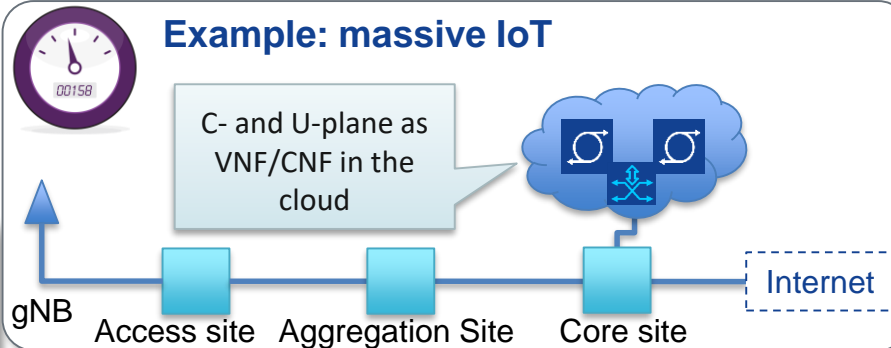 Example: massive IoT
00158
C- and U-plane as
VNF/CNF in the
cloud
Internet
gNB
Access site
Aggregation Site
Core site